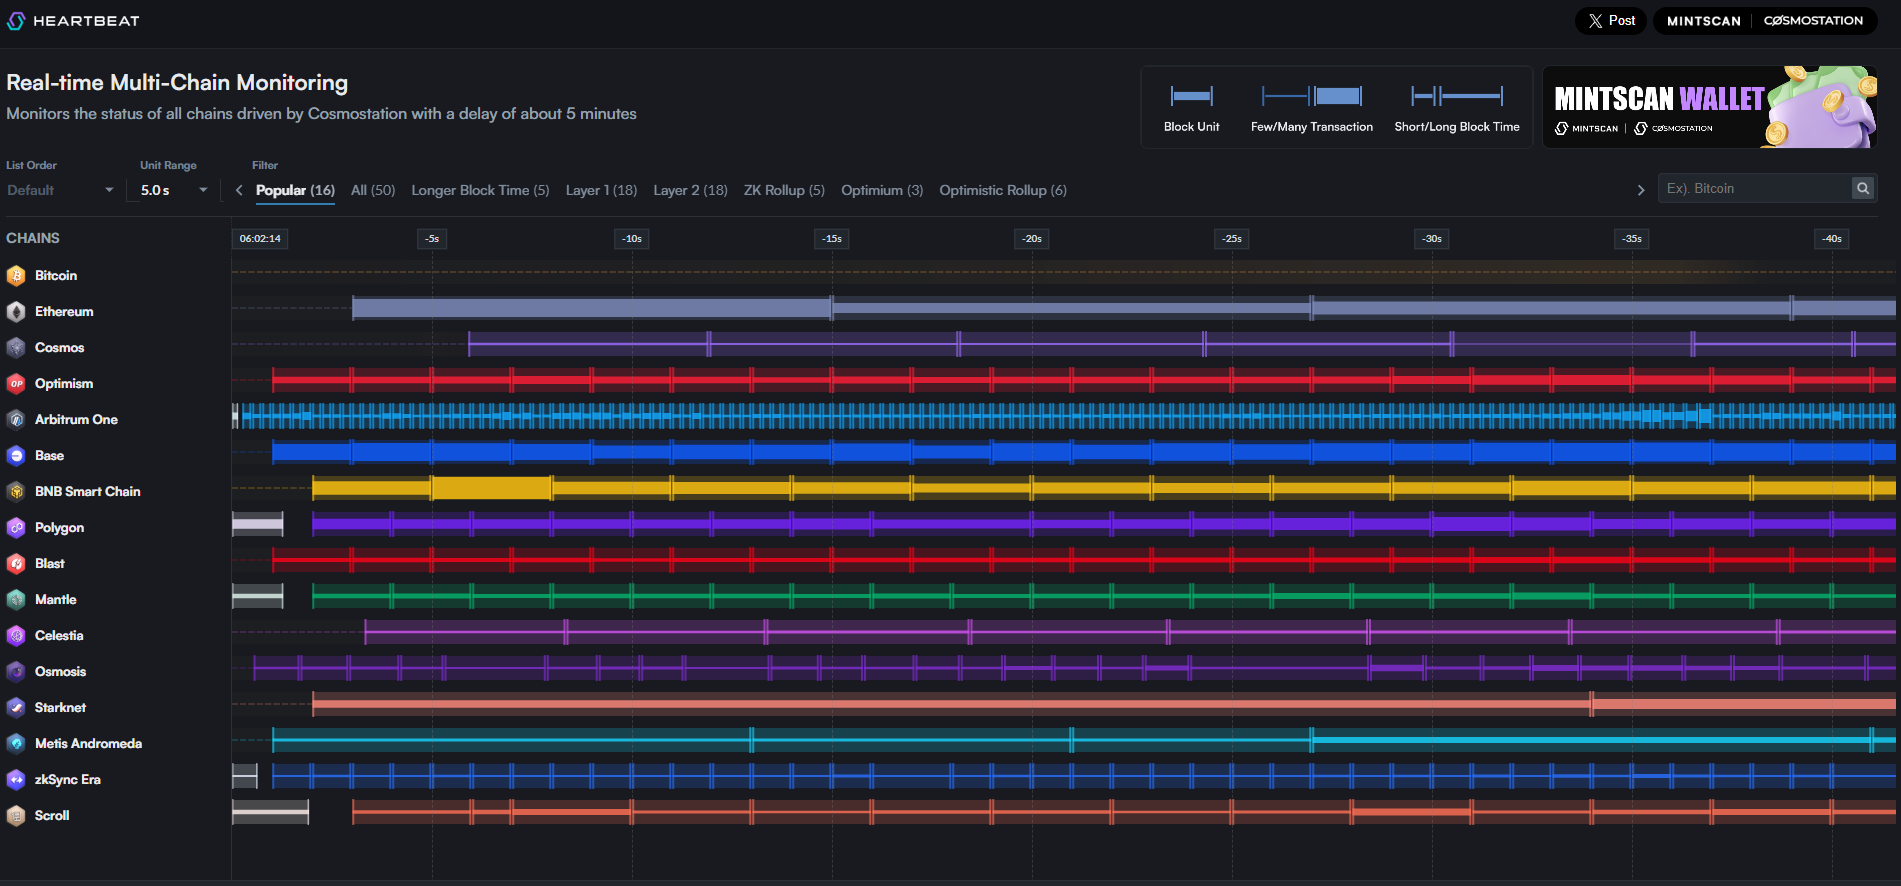 HEARTBEAT
Post
MINTSCAN
COSMOSTATION
Real-time Multi-Chain Monitoring
Monitors the status of all chains driven by Cosmostation with a delay of about 5 minutes
Block Unit
Few/Many Transaction
Short/Long Block Time
MINTSCAN WALLET
MINTSCAN | COSMOSTATION
List Order
Unit Range
Filter
Default
5.0 s
Popular (16)
All (50)
Longer Block Time (5)
Layer 1 (18)
Layer 2 (18)
ZK Rollup (5)
Optimium (3)
Optimistic Rollup (6)
Ex). Bitcoin
CHAINS
06:02:14
-5s
-10s
-15s
-20s
-25s
-30s
-35s
-40s
Bitcoin
Ethereum
Cosmos
OP
Optimism
Arbitrum One
Base
BNB Smart Chain
Polygon
Blast
Mantle
Celestia
Osmosis
Starknet
Metis Andromeda
zkSync Era
Scroll